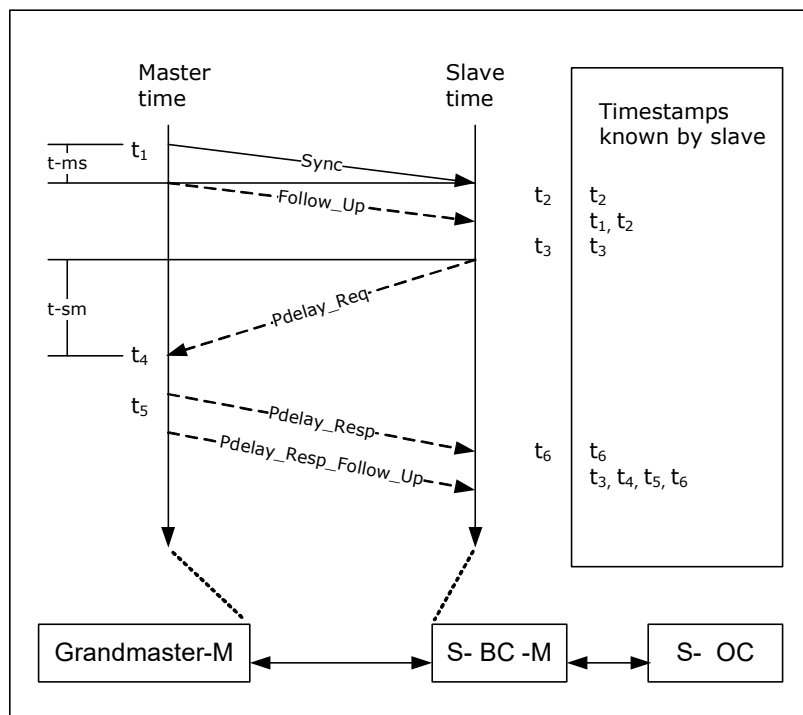 Master
time
Slave
time
Timestamps
known by slave
t₁
t-ms
Sync
Follow_Up
t₂
t₂
t₁, t₂
t₃
t₃
t-sm
Pdelay_Req
t₄
t₅
Pdelay_Resp
Pdelay_Resp_Follow_Up
t₆
t₆
t₃, t₄, t₅, t₆
Grandmaster-M
S- BC -M
S- OC